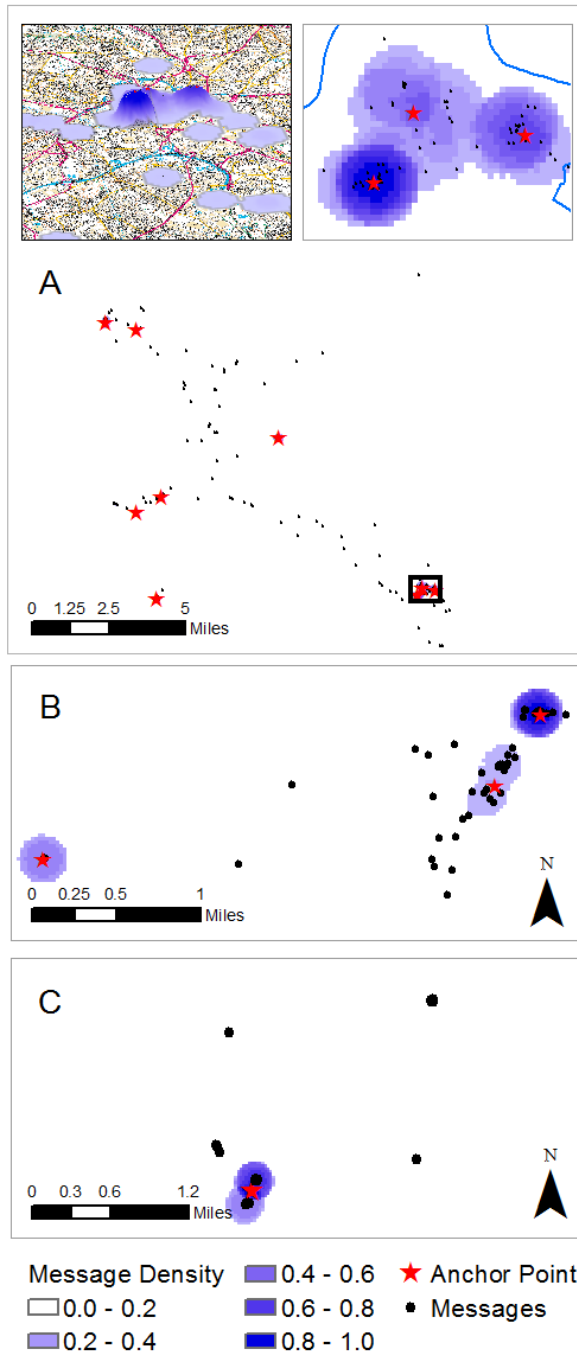 A
0 1.25 2.5 5
Miles
B
0 0.25 0.5 1
Miles
N
C
0 0.3 0.6 1.2
Miles
N
Message Density
0.0 - 0.2
0.2 - 0.4
0.4 - 0.6
0.6 - 0.8
0.8 - 1.0
Anchor Point
Messages